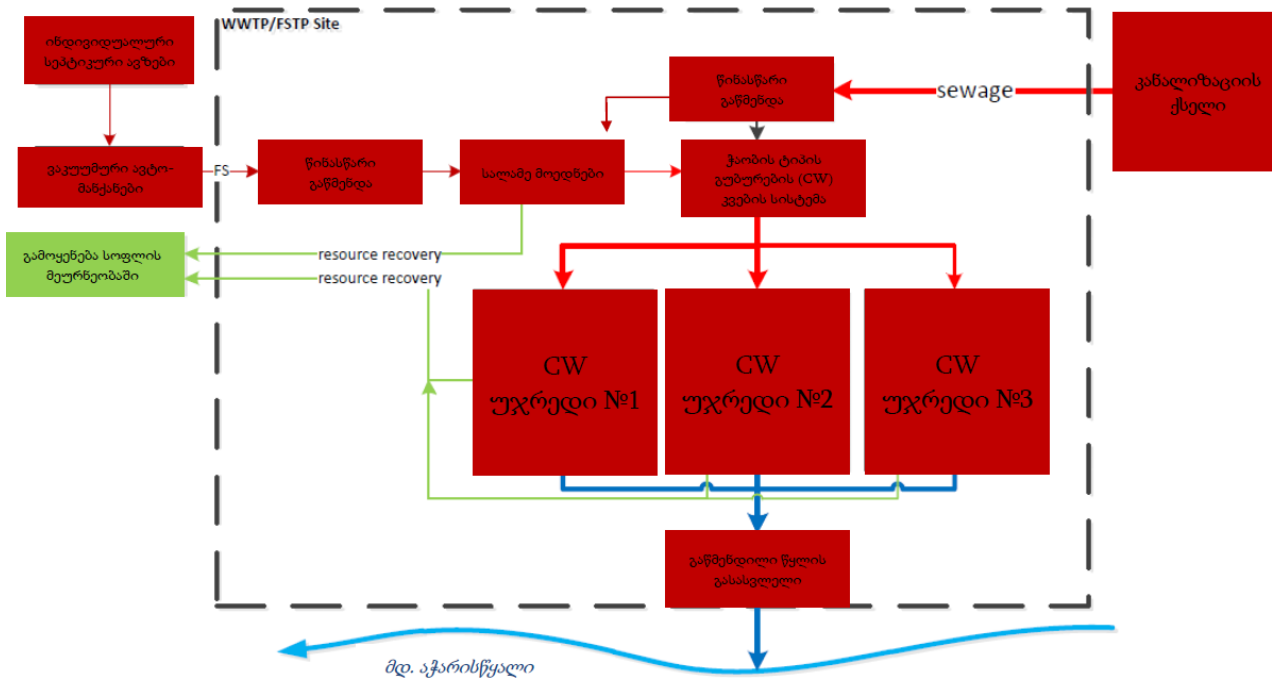 WWTP/FSTP Site
ინდივიდუალური
სეპტიკური ავზები
წინასწარი
გაწმენდა
sewage
კანალიზაციის
ქსელი
ვაკუუმური ავტო-
მანქანები
FS
წინასწარი
გაწმენდა
სალამე მოედნები
ჭაობის ტიპის
გუბურების (CW)
კვების სისტემა
გამოყენება სოფლის
მეურნეობაში
resource recovery
resource recovery
CW
უჯრედი №1
CW
უჯრედი №2
CW
უჯრედი №3
გაწმენდილი წყლის
გასასვლელი
მდ. აჭარისწყალი